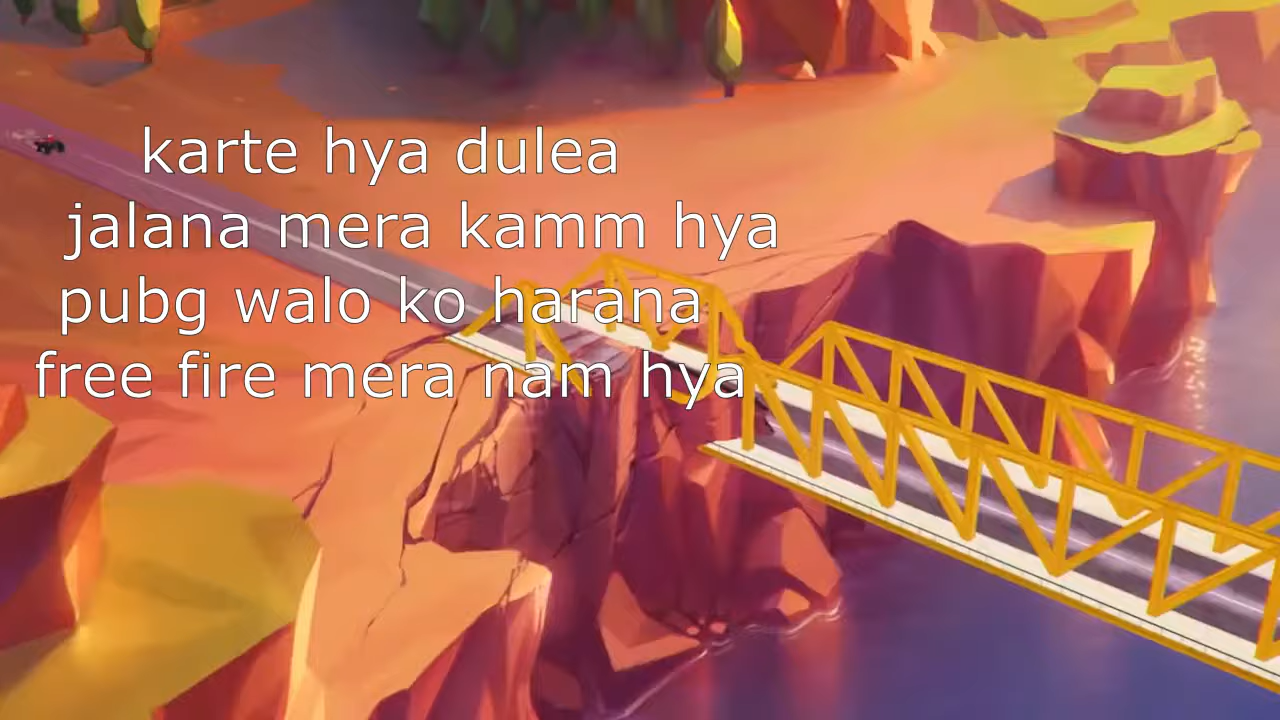 karte hya dulea
jalana mera kamm hya
pubg walo ko harana
free fire mera nam hya